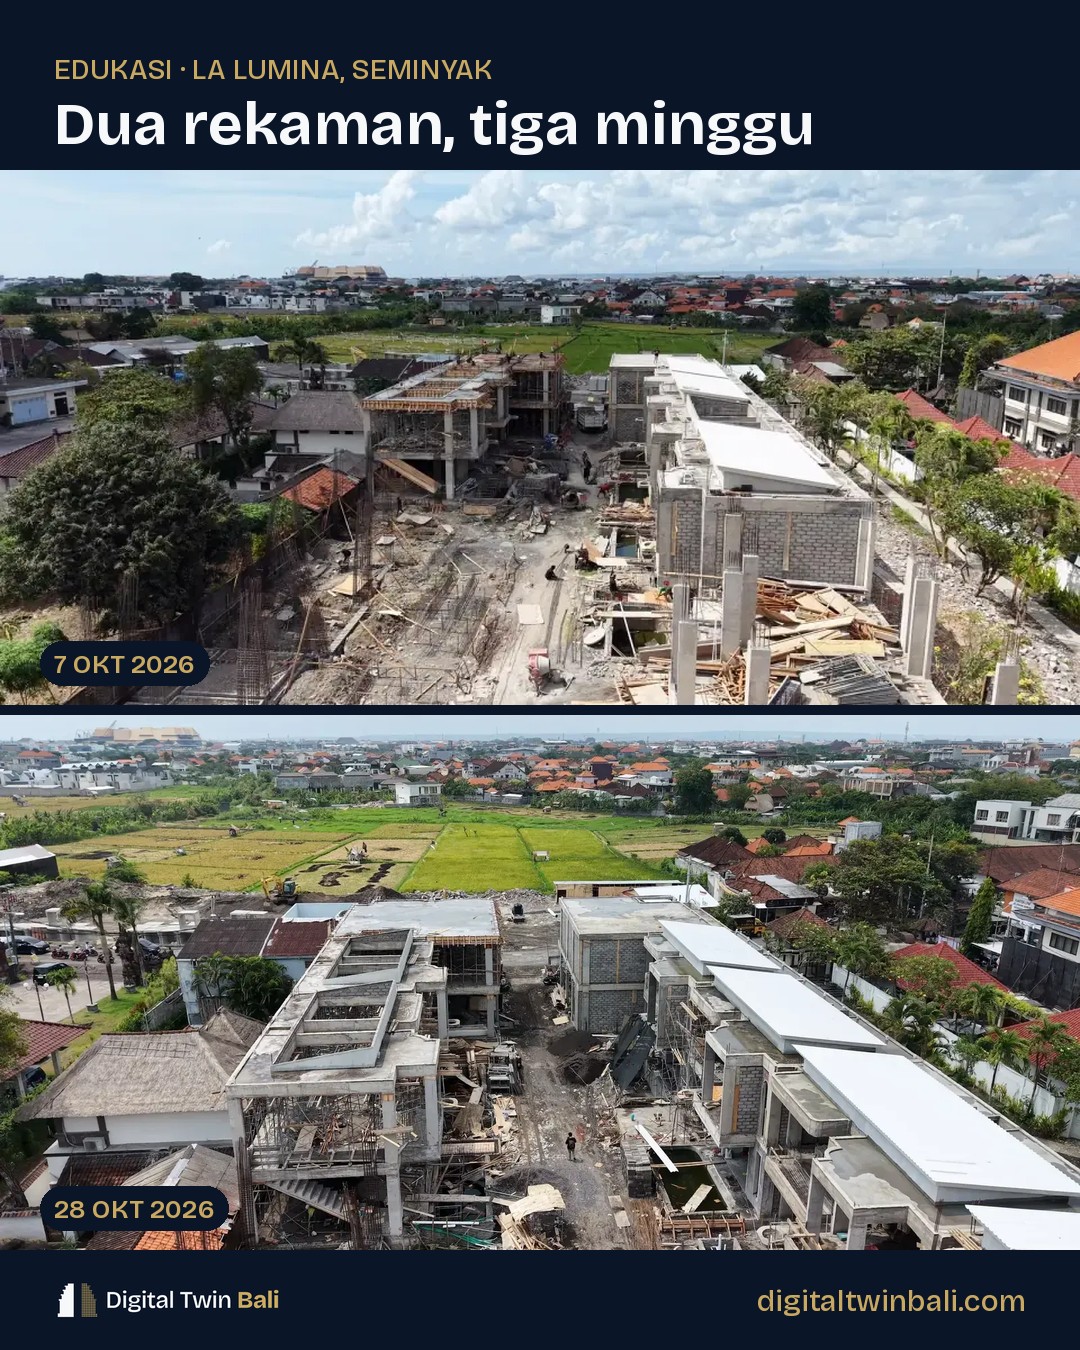 EDUKASI · LA LUMINA, SEMINYAK
Dua rekaman, tiga minggu
7 OKT 2026
28 OKT 2026
Digital Twin Bali
digitaltwinbali.com